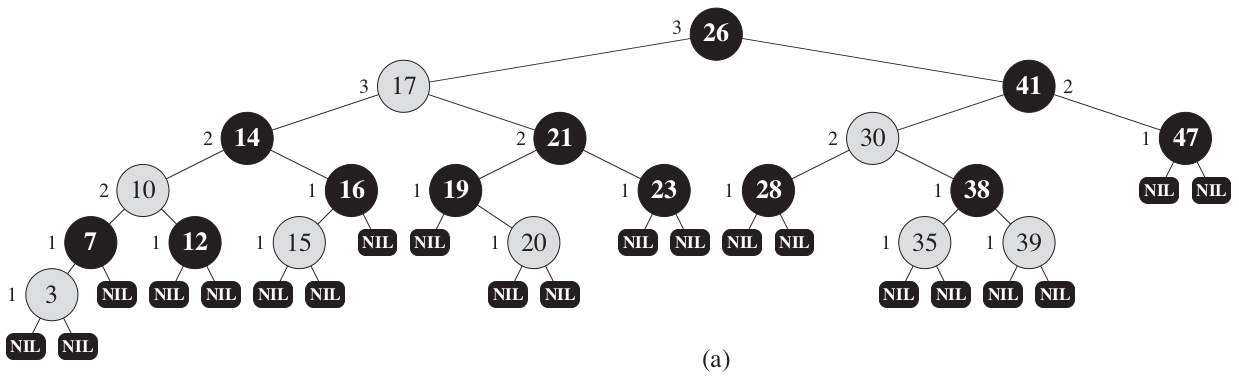 3 26
3 17 41 2
2 14 2 21 2 30 1 47
2 10 1 16 1 19 1 23 1 28 1 38 NIL NIL
1 7 1 12 1 15 NIL NIL 1 20 NIL NIL NIL NIL 1 35 1 39
1 3 NIL NIL NIL NIL NIL NIL NIL NIL NIL NIL NIL
NIL NIL
(a)